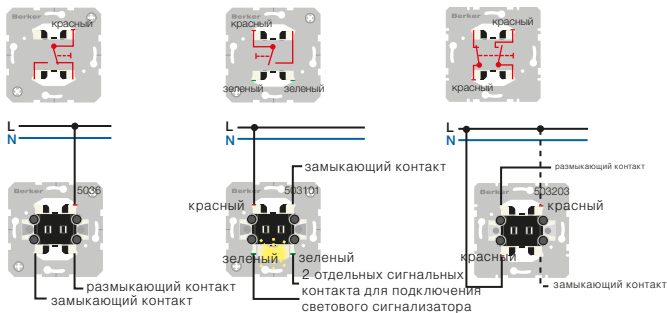 Berker
красный
Berker
красный
зеленый
зеленый
Berker
красный
красный
L
N
L
N
L
N
Berker
5036
размыкающий контакт
замыкающий контакт
замыкающий контакт
Berker
503101
красный
зеленый
зеленый
2 отдельных сигнальных
контакта для подключения
светового сигнализатора
размыкающий контакт
Berker
503203
красный
красный
замыкающий контакт